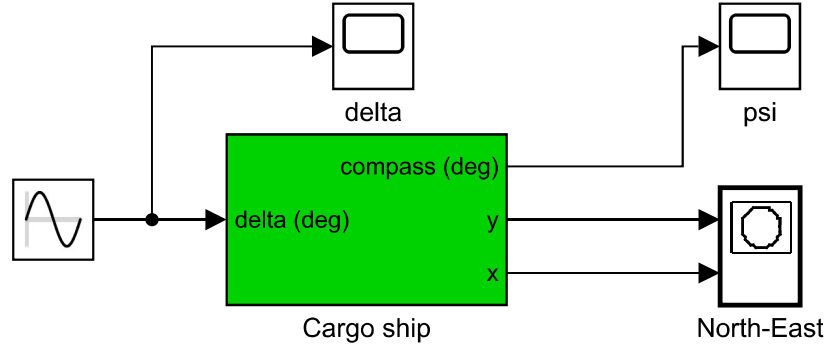 delta
psi
compass (deg)
delta (deg)
y
x
Cargo ship
North-East